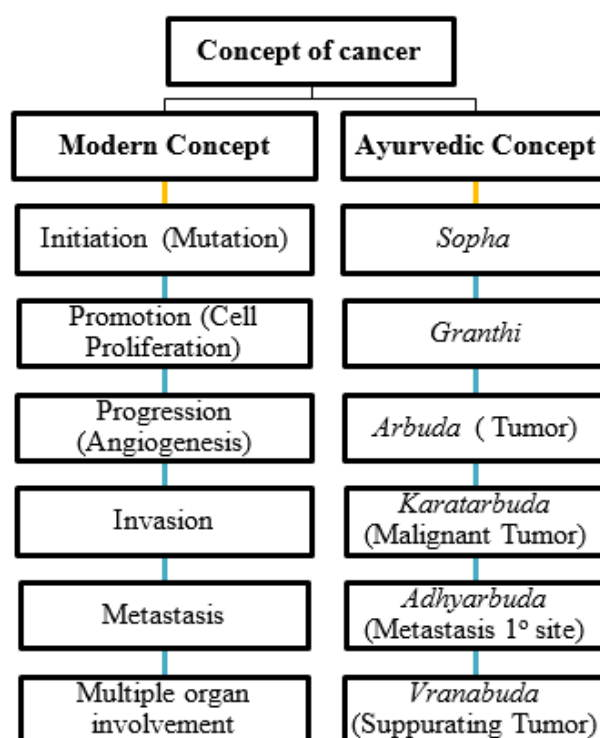 Concept of cancer
Modern Concept
Ayurvedic Concept
Initiation (Mutation)
Sopha
Promotion (Cell
Proliferation)
Granthi
Progression
(Angiogenesis)
Arbuda ( Tumor)
Invasion
Karatarbuda
(Malignant Tumor)
Metastasis
Adhyarbuda
(Metastasis 1º site)
Multiple organ
involvement
Vranabuda
(Suppurating Tumor)